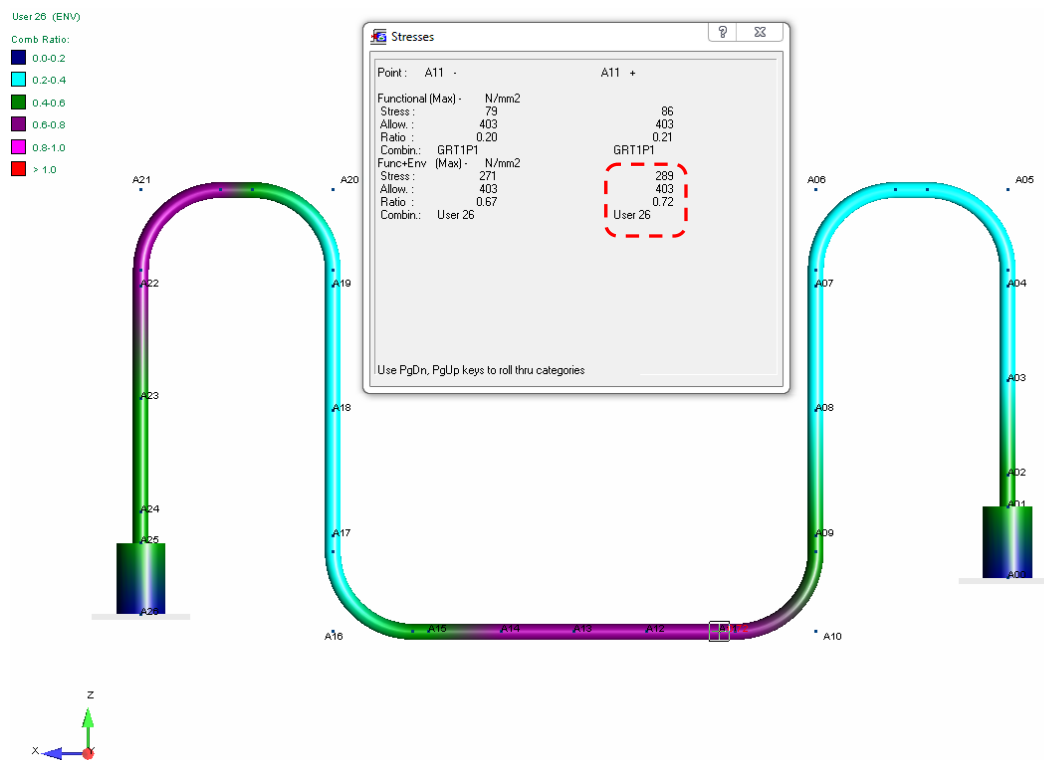 User 26 (ENV)
Comb Ratio:
0.0-0.2
0.2-0.4
0.4-0.6
0.6-0.8
0.8-1.0
> 1.0
Stresses
Point : A11 - A11 +
Functional (Max) - N/mm2
Stress : 79 86
Allow. : 403 403
Ratio : 0.20 0.21
Combin.: GRT1P1 GRT1P1
Func+Env (Max) - N/mm2
Stress : 271 289
Allow. : 403 403
Ratio : 0.67 0.72
Combin.: User 26 User 26
Use PgDn, PgUp keys to roll thru categories
A21 A20 A06 A05
A22 A19 A07 A04
A23 A18 A08 A03
A24 A17 A09 A02
A25 A01
A26 A00
A16 A15 A14 A13 A12 A10
Z
X
Y